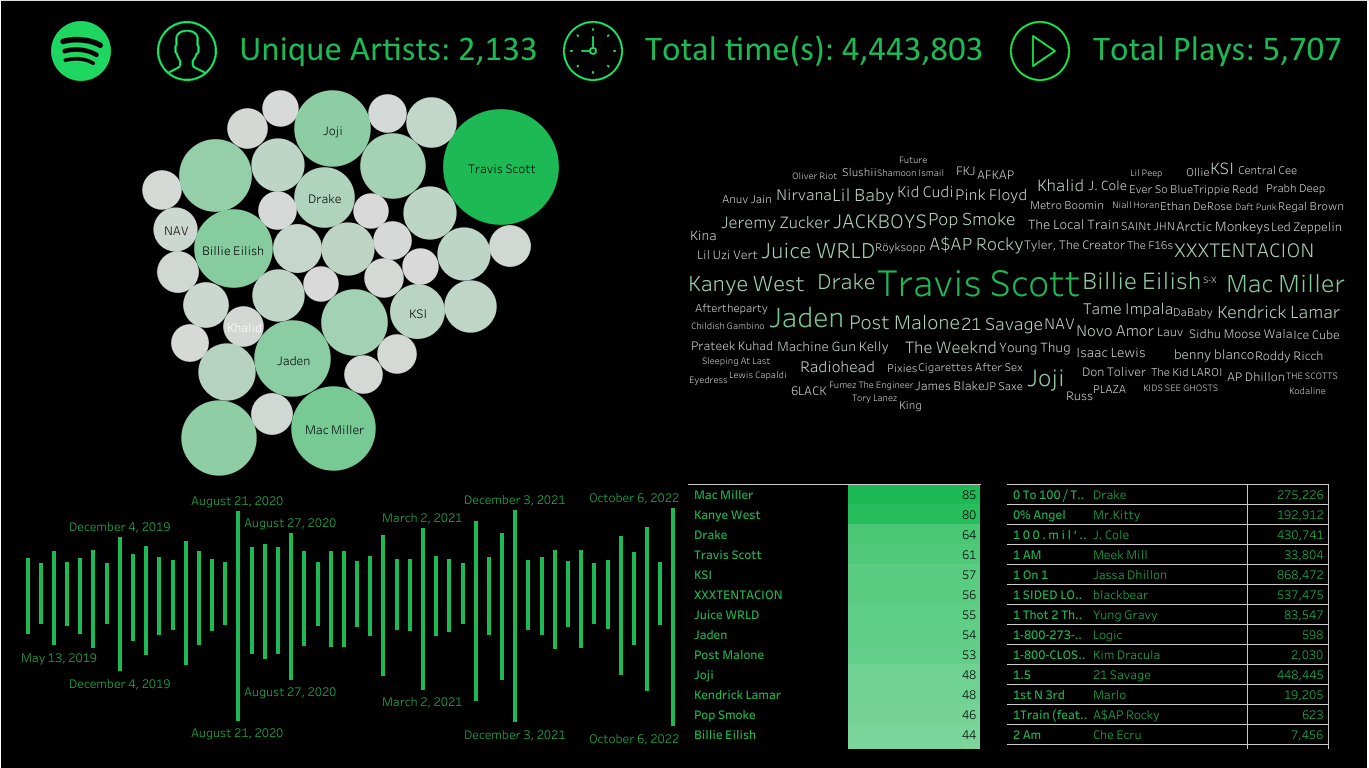 Unique Artists: 2,133
Total time(s): 4,443,803
Total Plays: 5,707
Joji
Travis Scott
Drake
NAV
Billie Eilish
KSI
Khalid
Jaden
Mac Miller
Future
Oliver Riot Slushii Shamoon Ismail FKJ AFKAP Lil Peep Ollie KSI Central Cee
Anuv Jain Nirvana Lil Baby Kid Cudi Pink Floyd Khalid J. Cole Ever So Blue Trippie Redd Prabh Deep
Metro Boomin Niall Horan Ethan DeRose Daft Punk Regal Brown
Jeremy Zucker JACKBOYS Pop Smoke The Local Train SAINt JHN Arctic Monkeys Led Zeppelin
Kina
Lil Uzi Vert Juice WRLD Röyksopp A$AP Rocky Tyler, The Creator The F16s XXXTENTACION
Kanye West Drake Travis Scott Billie Eilish S-X Mac Miller
Aftertheparty Tame Impala DaBaby Kendrick Lamar
Childish Gambino Jaden Post Malone 21 Savage NAV Novo Amor Lauv Sidhu Moose Wala Ice Cube
Prateek Kuhad Machine Gun Kelly The Weeknd Young Thug Isaac Lewis benny blanco Roddy Ricch
Sleeping At Last Radiohead Pixies Cigarettes After Sex Don Toliver The Kid LAROI
Eyedress Lewis Capaldi Joji AP Dhillon THE SCOTTS
6LACK Fumez The Engineer James Blake JP Saxe PLAZA KIDS SEE GHOSTS Kodaline
Tory Lanez Russ
King
August 21, 2020
December 3, 2021
October 6, 2022
December 4, 2019
August 27, 2020
March 2, 2021
May 13, 2019
December 4, 2019
August 27, 2020
March 2, 2021
August 21, 2020
December 3, 2021
October 6, 2022
Mac Miller 85
Kanye West 80
Drake 64
Travis Scott 61
KSI 57
XXXTENTACION 56
Juice WRLD 55
Jaden 54
Post Malone 53
Joji 48
Kendrick Lamar 48
Pop Smoke 46
Billie Eilish 44
0 To 100 / T.. Drake 275,226
0% Angel Mr.Kitty 192,912
1 0 0 . m i l ‘ .. J. Cole 430,741
1 AM Meek Mill 33,804
1 On 1 Jassa Dhillon 868,472
1 SIDED LO.. blackbear 537,475
1 Thot 2 Th.. Yung Gravy 83,547
1-800-273-.. Logic 598
1-800-CLOS.. Kim Dracula 2,030
1.5 21 Savage 448,445
1st N 3rd Marlo 19,205
1Train (feat.. A$AP Rocky 623
2 Am Che Ecru 7,456